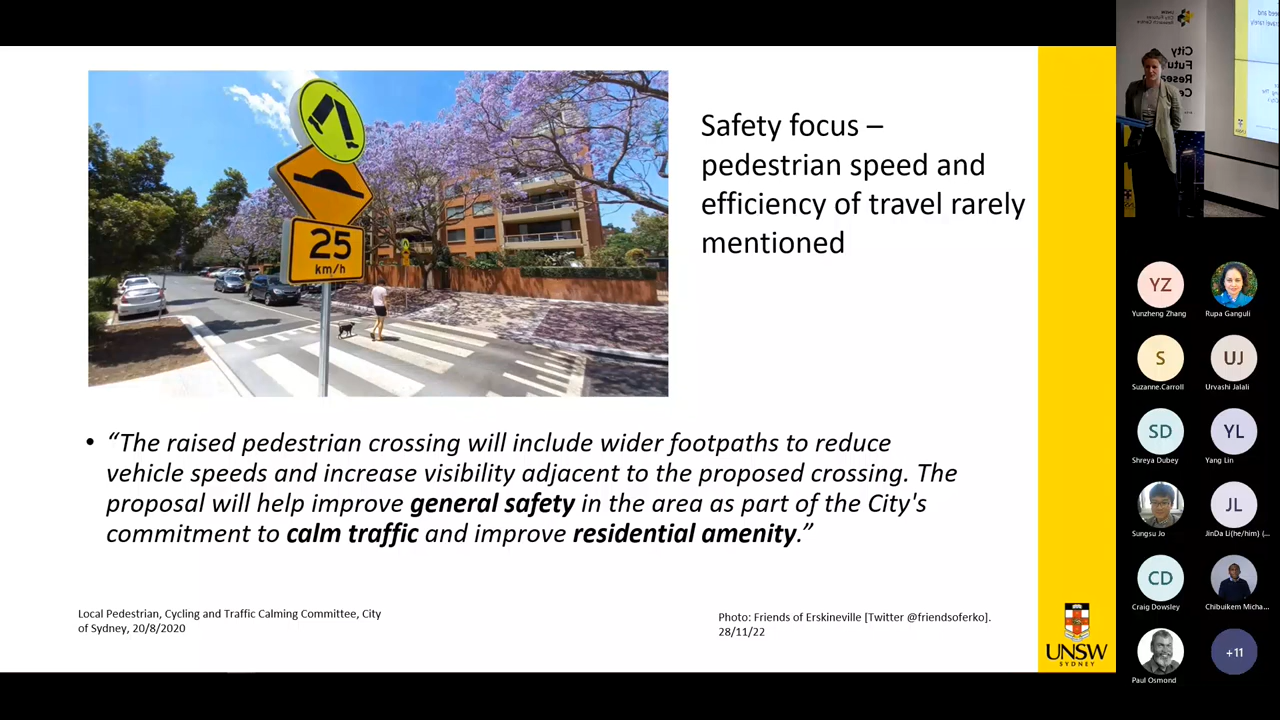 25
km/h
Safety focus –
pedestrian speed and
efficiency of travel rarely
mentioned
• “The raised pedestrian crossing will include wider footpaths to reduce
vehicle speeds and increase visibility adjacent to the proposed crossing. The
proposal will help improve general safety in the area as part of the City's
commitment to calm traffic and improve residential amenity.”
Local Pedestrian, Cycling and Traffic Calming Committee, City
of Sydney, 20/8/2020
Photo: Friends of Erskineville [Twitter @friendsoferko].
28/11/22
UNSW
SYDNEY
City
Futu
Resea
Ce
YZ
Yunzheng Zhang
Rupa Ganguli
S
Suzanne.Carroll
UJ
Urvashi Jalali
SD
Shreya Dubey
YL
Yang Lin
Sungsu Jo
JL
JinDa Li(he/him) (...
CD
Craig Dowsley
Chibuikem Micha...
Paul Osmond
+11